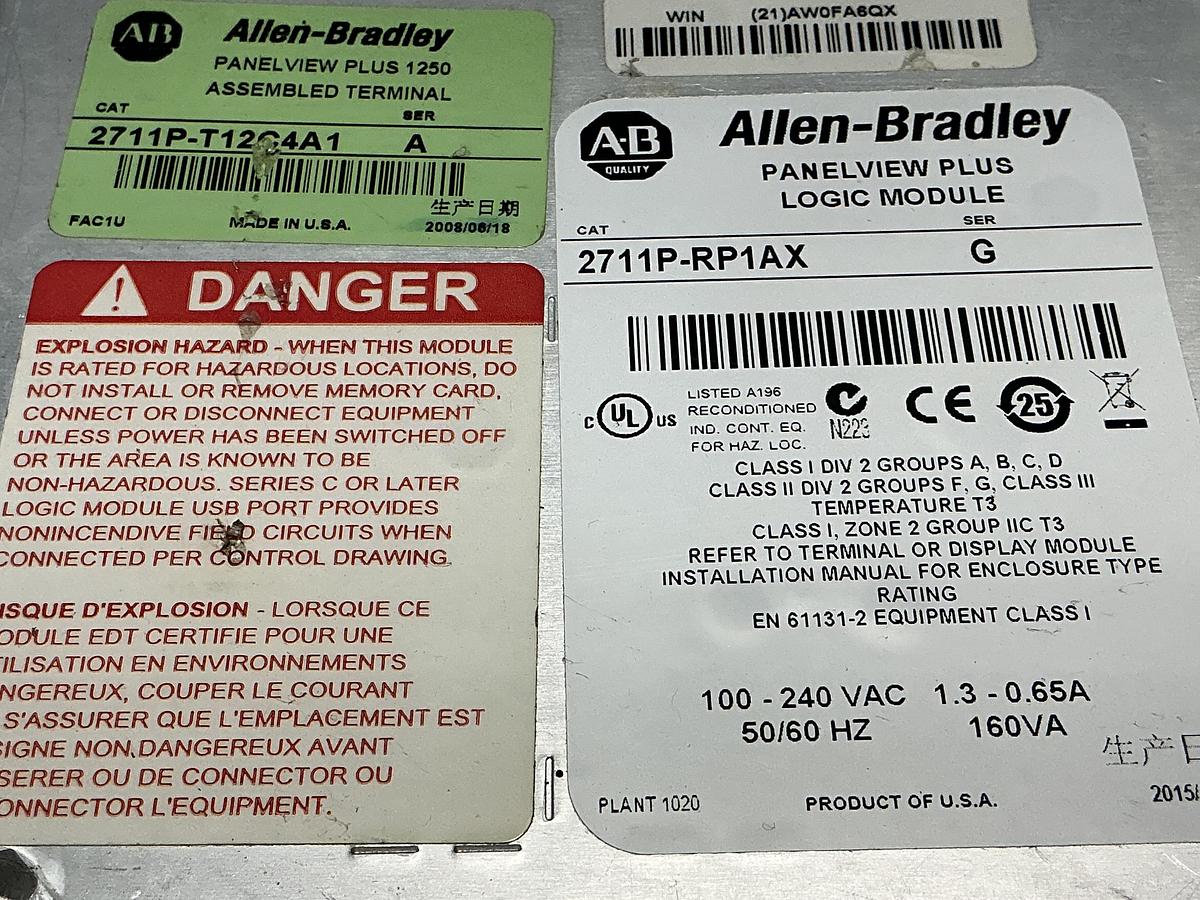 AB
Allen-Bradley
PANELVIEW PLUS 1250
ASSEMBLED TERMINAL
CAT SER
2711P-T12C4A1 A
生产日期
FAC1U MADE IN U.S.A. 2008/06/18
WIN (21)AW0FA6QX
DANGER
EXPLOSION HAZARD - WHEN THIS MODULE
IS RATED FOR HAZARDOUS LOCATIONS, DO
NOT INSTALL OR REMOVE MEMORY CARD,
CONNECT OR DISCONNECT EQUIPMENT
UNLESS POWER HAS BEEN SWITCHED OFF
OR THE AREA IS KNOWN TO BE
NON-HAZARDOUS. SERIES C OR LATER
LOGIC MODULE USB PORT PROVIDES
NONINCENDIVE FIELD CIRCUITS WHEN
CONNECTED PER CONTROL DRAWING.
ISQUE D'EXPLOSION - LORSQUE CE
ODULE EDT CERTIFIE POUR UNE
TILISATION EN ENVIRONNEMENTS
NGEREUX, COUPER LE COURANT
S'ASSURER QUE L'EMPLACEMENT EST
SIGNE NON DANGEREUX AVANT
SERER OU DE CONNECTOR OU
ONNECTOR L'EQUIPMENT.
A-B
QUALITY
Allen-Bradley
PANELVIEW PLUS
LOGIC MODULE
CAT SER
2711P-RP1AX G
C UL US
LISTED A196
RECONDITIONED
IND. CONT. EQ.
FOR HAZ. LOC.
N223
CE
25
CLASS I DIV 2 GROUPS A, B, C, D
CLASS II DIV 2 GROUPS F, G, CLASS III
TEMPERATURE T3
CLASS I, ZONE 2 GROUP IIC T3
REFER TO TERMINAL OR DISPLAY MODULE
INSTALLATION MANUAL FOR ENCLOSURE TYPE
RATING
EN 61131-2 EQUIPMENT CLASS I
100 - 240 VAC 1.3 - 0.65A
50/60 HZ 160VA
生产日
PLANT 1020 PRODUCT OF U.S.A. 2015/